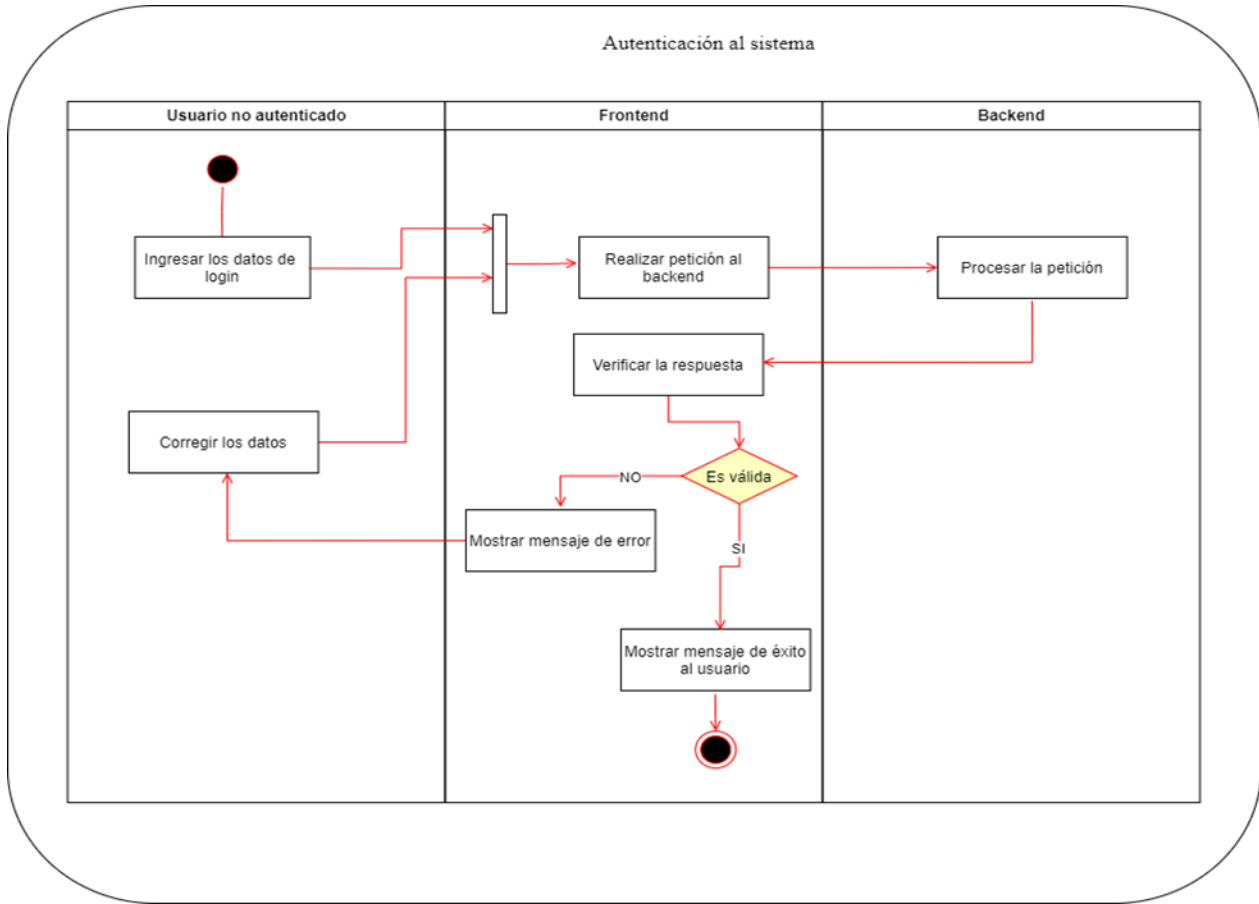 Autenticación al sistema
Usuario no autenticado
Frontend
Backend
Ingresar los datos de
login
Realizar petición al
backend
Procesar la petición
Verificar la respuesta
Corregir los datos
Es válida
NO
Mostrar mensaje de error
SI
Mostrar mensaje de éxito
al usuario